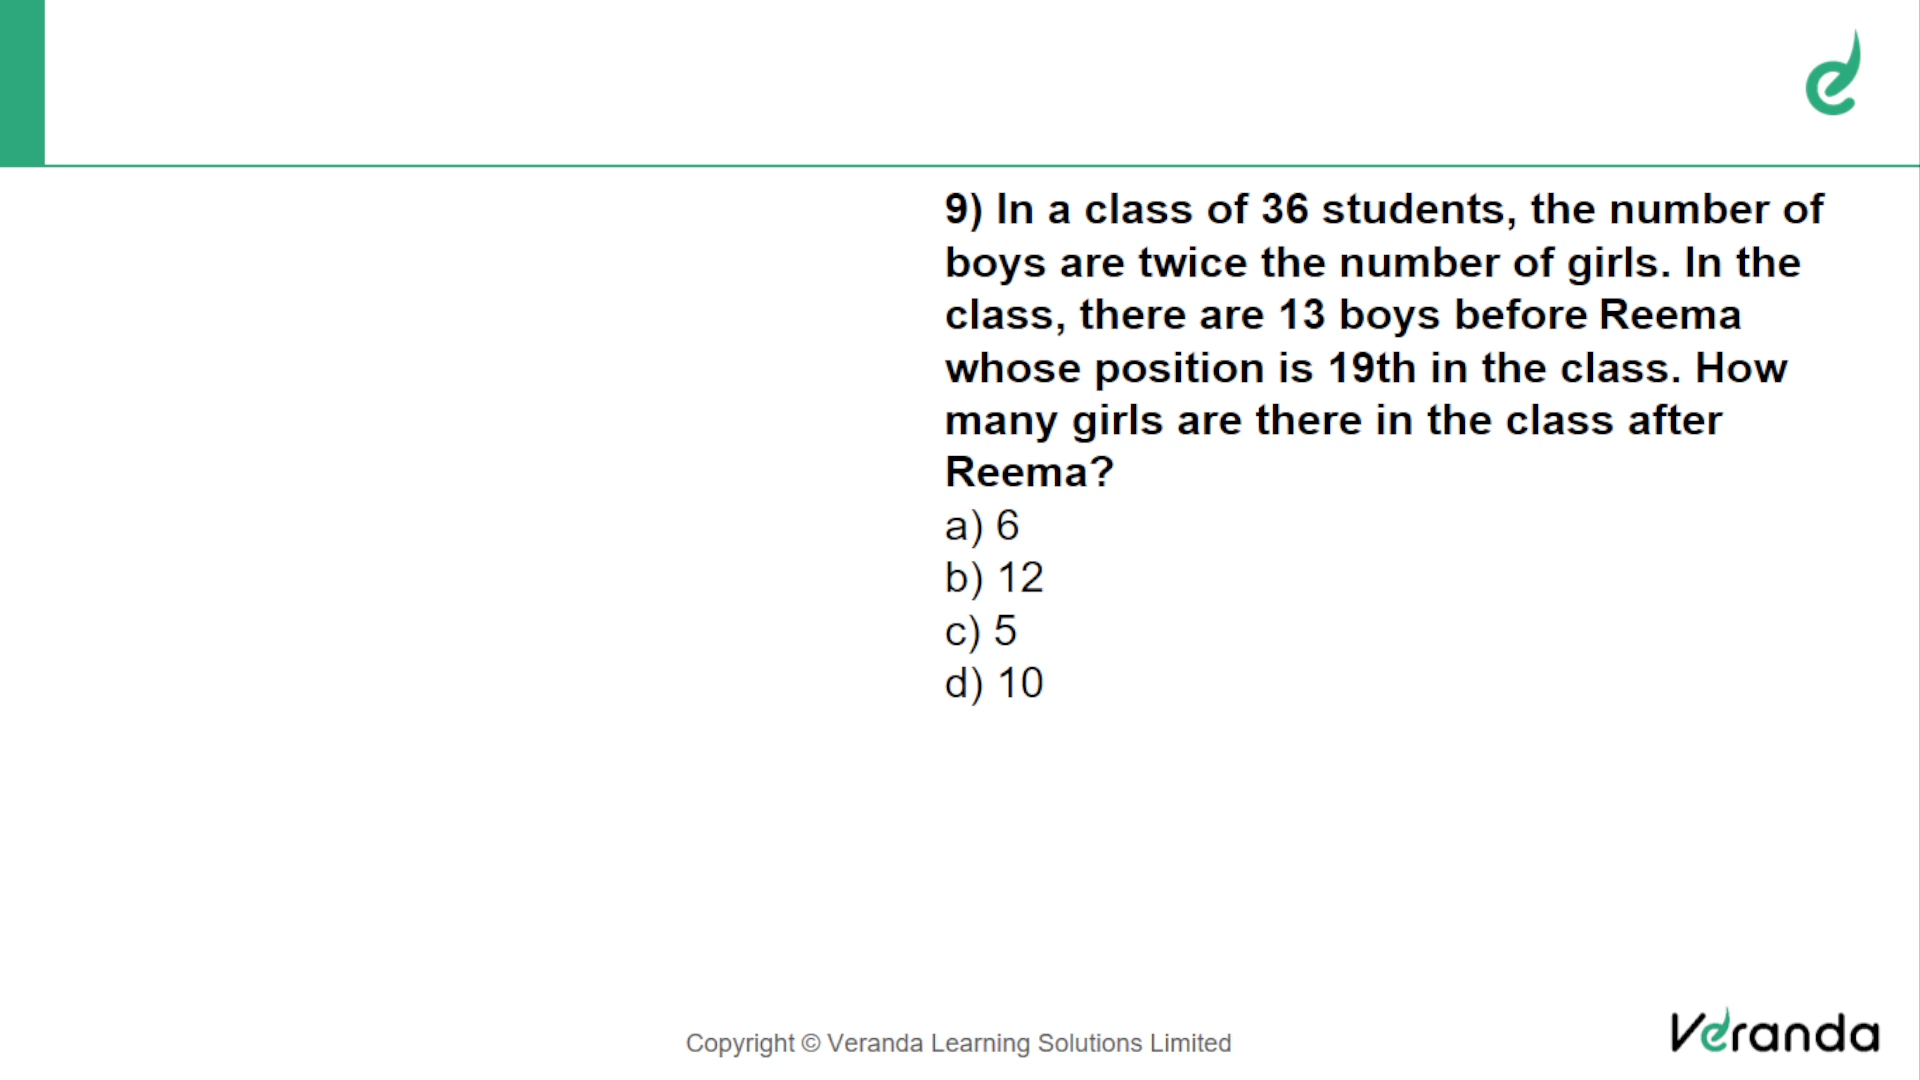 9) In a class of 36 students, the number of
boys are twice the number of girls. In the
class, there are 13 boys before Reema
whose position is 19th in the class. How
many girls are there in the class after
Reema?
a) 6
b) 12
c) 5
d) 10
Copyright © Veranda Learning Solutions Limited
Veranda